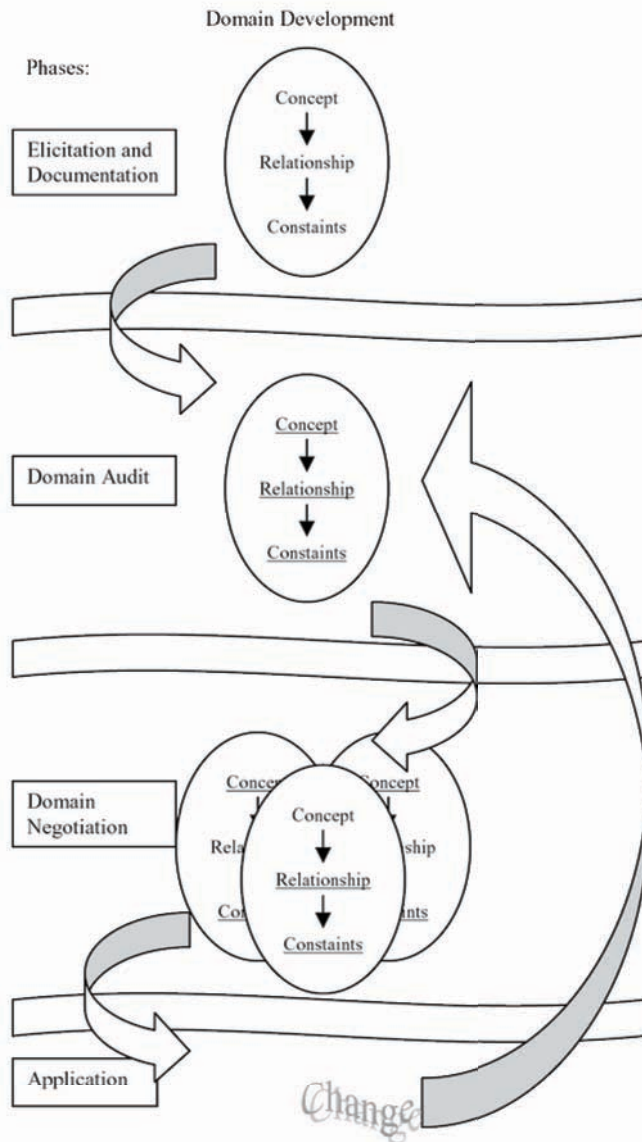 Domain Development
Phases:
Concept
Elicitation and
Documentation
Relationship
Constaints
Concept
Domain Audit
Relationship
Constaints
Domain
Negotiation
Concept
Concept
Relationship
Constaints
Application
Change